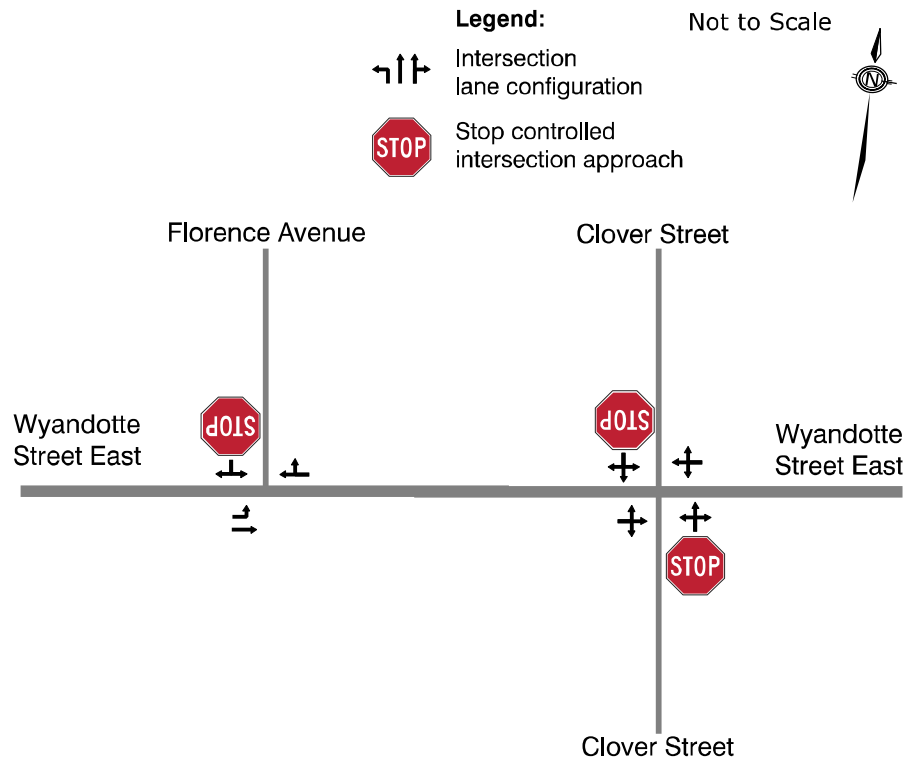 Legend:
Not to Scale
Intersection
lane configuration
N
STOP
Stop controlled
intersection approach
Florence Avenue
Clover Street
STOP
STOP
Wyandotte
Street East
Wyandotte
Street East
STOP
Clover Street